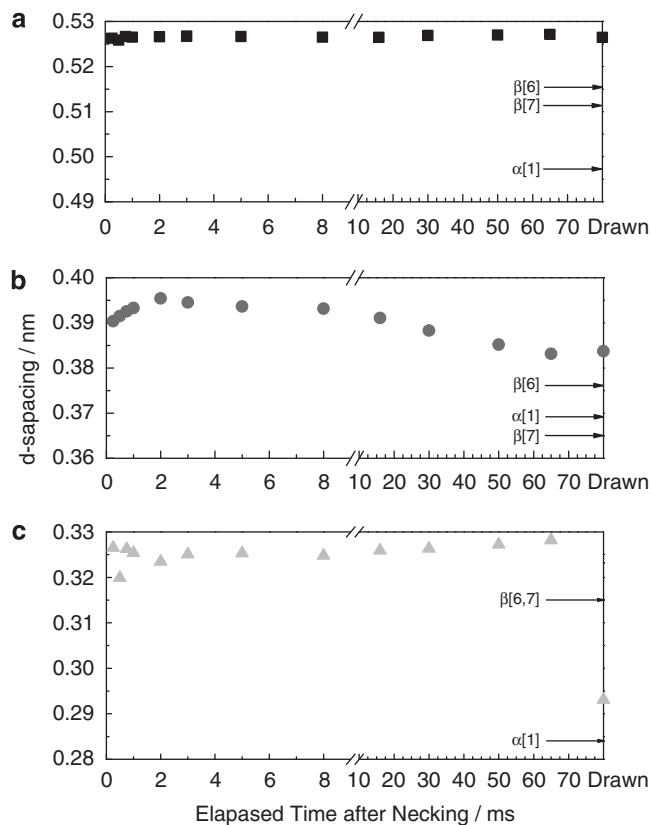 a
0.53
0.52
0.51
0.50
0.49
β[6]
β[7]
α[1]
0 2 4 6 8 10 20 30 40 50 60 70 Drawn
b
0.40
0.39
0.38
0.37
0.36
d-sapacing / nm
β[6]
α[1]
β[7]
0 2 4 6 8 10 20 30 40 50 60 70 Drawn
c
0.33
0.32
0.31
0.30
0.29
0.28
β[6,7]
α[1]
0 2 4 6 8 10 20 30 40 50 60 70 Drawn
Elapased Time after Necking / ms